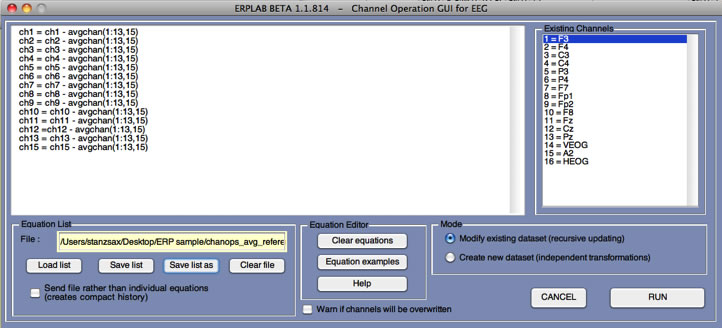 ERPLAB BETA 1.1.814 - Channel Operation GUI for EEG
ch1 = ch1 - avgchan(1:13,15)
ch2 = ch2 - avgchan(1:13,15)
ch3 = ch3 - avgchan(1:13,15)
ch4 = ch4 - avgchan(1:13,15)
ch5 = ch5 - avgchan(1:13,15)
ch6 = ch6 - avgchan(1:13,15)
ch7 = ch7 - avgchan(1:13,15)
ch8 = ch8 - avgchan(1:13,15)
ch9 = ch9 - avgchan(1:13,15)
ch10 = ch10 - avgchan(1:13,15)
ch11 = ch11 - avgchan(1:13,15)
ch12 =ch12 - avgchan(1:13,15)
ch13 = ch13 - avgchan(1:13,15)
ch15 = ch15 - avgchan(1:13,15)
Existing Channels
1 = F3
2 = F4
3 = C3
4 = C4
5 = P3
6 = P4
7 = F7
8 = Fp1
9 = Fp2
10 = F8
11 = Fz
12 = Cz
13 = Pz
14 = VEOG
15 = A2
16 = HEOG
Equation List
File :
/Users/stanzsax/Desktop/ERP sample/chanops_avg_refere
Load list
Save list
Save list as
Clear file
Send file rather than individual equations
(creates compact history)
Equation Editor
Clear equations
Equation examples
Help
Warn if channels will be overwritten
Mode
Modify existing dataset (recursive updating)
Create new dataset (independent transformations)
CANCEL
RUN